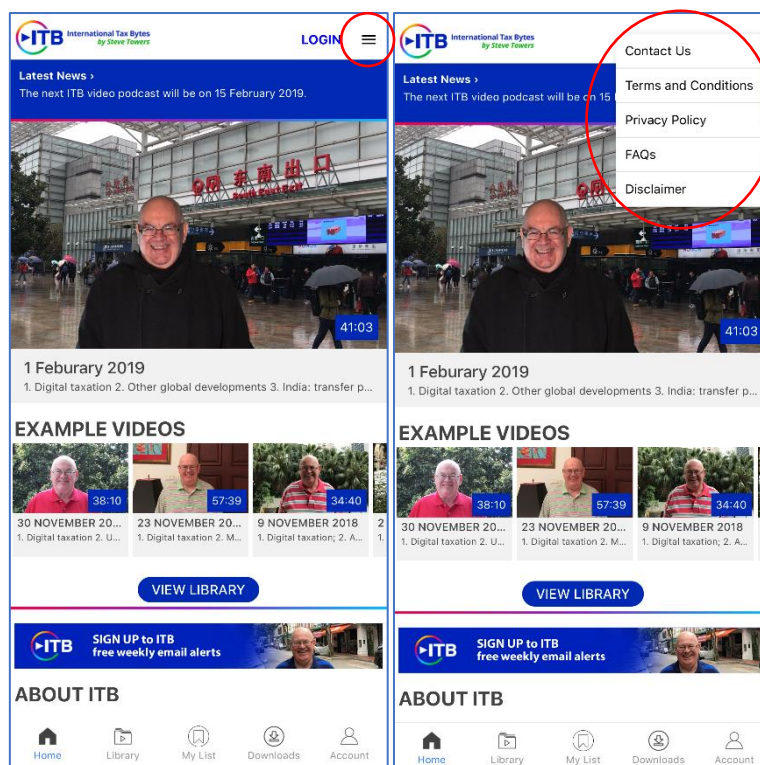 ITB International Tax Bytes
by Steve Towers
LOGIN
Latest News ›
The next ITB video podcast will be on 15 February 2019.
东南出口
South-East Exit
41:03
1 Feburary 2019
1. Digital taxation 2. Other global developments 3. India: transfer p...
EXAMPLE VIDEOS
38:10
57:39
34:40
30 NOVEMBER 20...
23 NOVEMBER 20...
9 NOVEMBER 2018
2
1. Digital taxation 2. U...
1. Digital taxation 2. M...
1. Digital taxation; 2. A...
1.
VIEW LIBRARY
ITB
SIGN UP to ITB
free weekly email alerts
ABOUT ITB
Home
Library
My List
Downloads
Account
ITB International Tax Bytes
by Steve Towers
Contact Us
Terms and Conditions
Privacy Policy
FAQs
Disclaimer
Latest News ›
The next ITB video podcast will be on 15
41:03
1 Feburary 2019
1. Digital taxation 2. Other global developments 3. India: transfer p...
EXAMPLE VIDEOS
38:10
57:39
34:40
30 NOVEMBER 20...
23 NOVEMBER 20...
9 NOVEMBER 2018
1. Digital taxation 2. U...
1. Digital taxation 2. M...
1. Digital taxation; 2. A...
VIEW LIBRARY
ITB
SIGN UP to ITB
free weekly email alerts
ABOUT ITB
Home
Library
My List
Downloads
Account